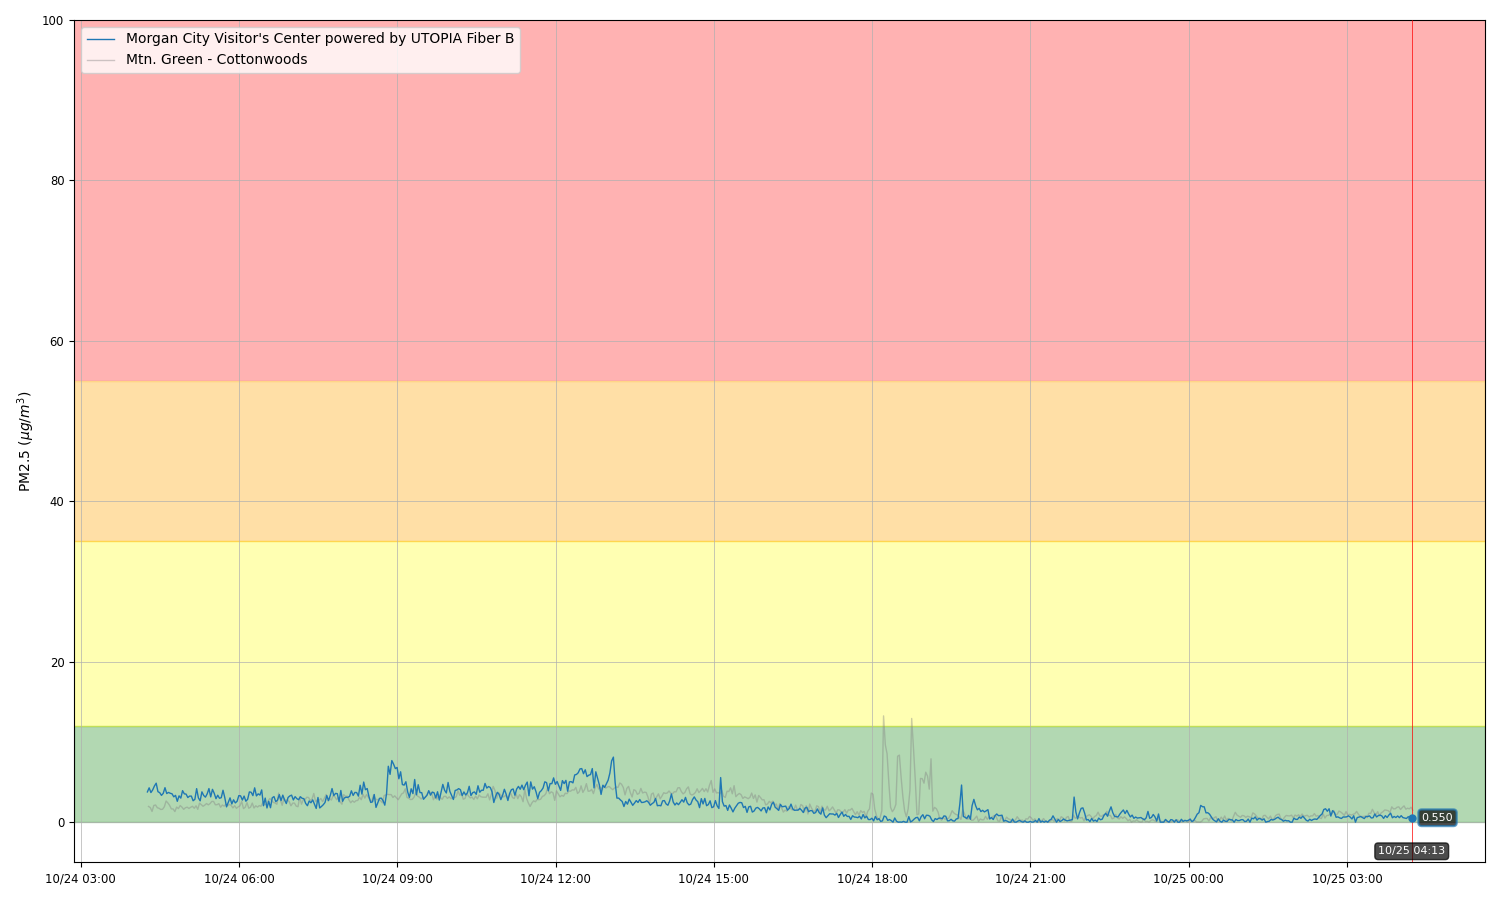 100
Morgan City Visitor's Center powered by UTOPIA Fiber B
Mtn. Green - Cottonwoods
80
60
PM2.5 (μg/m³)
40
20
0
0.550
10/25 04:13
10/24 03:00 10/24 06:00 10/24 09:00 10/24 12:00 10/24 15:00 10/24 18:00 10/24 21:00 10/25 00:00 10/25 03:00